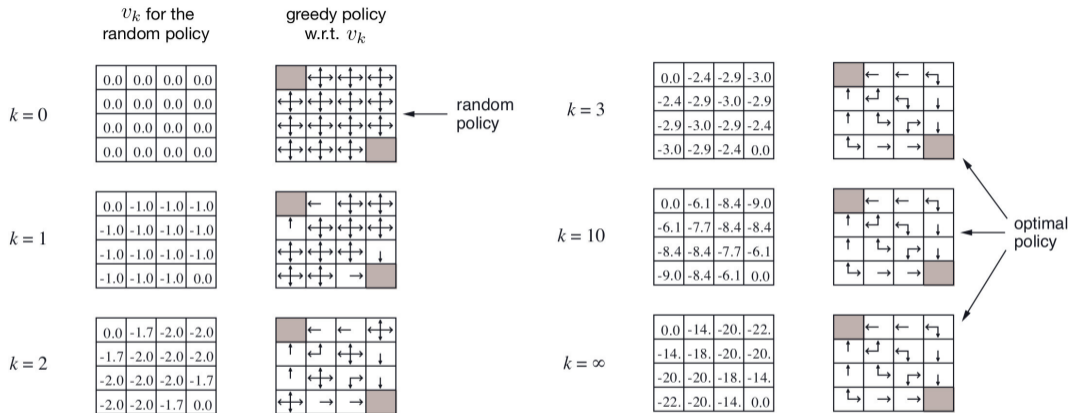 v_k for the
random policy
greedy policy
w.r.t. v_k
k = 0
0.0 0.0 0.0 0.0
0.0 0.0 0.0 0.0
0.0 0.0 0.0 0.0
0.0 0.0 0.0 0.0
random
policy
k = 1
0.0 -1.0 -1.0 -1.0
-1.0 -1.0 -1.0 -1.0
-1.0 -1.0 -1.0 -1.0
-1.0 -1.0 -1.0 0.0
k = 2
0.0 -1.7 -2.0 -2.0
-1.7 -2.0 -2.0 -2.0
-2.0 -2.0 -2.0 -1.7
-2.0 -2.0 -1.7 0.0
k = 3
0.0 -2.4 -2.9 -3.0
-2.4 -2.9 -3.0 -2.9
-2.9 -3.0 -2.9 -2.4
-3.0 -2.9 -2.4 0.0
k = 10
0.0 -6.1 -8.4 -9.0
-6.1 -7.7 -8.4 -8.4
-8.4 -8.4 -7.7 -6.1
-9.0 -8.4 -6.1 0.0
optimal
policy
k = ∞
0.0 -14. -20. -22.
-14. -18. -20. -20.
-20. -20. -18. -14.
-22. -20. -14. 0.0